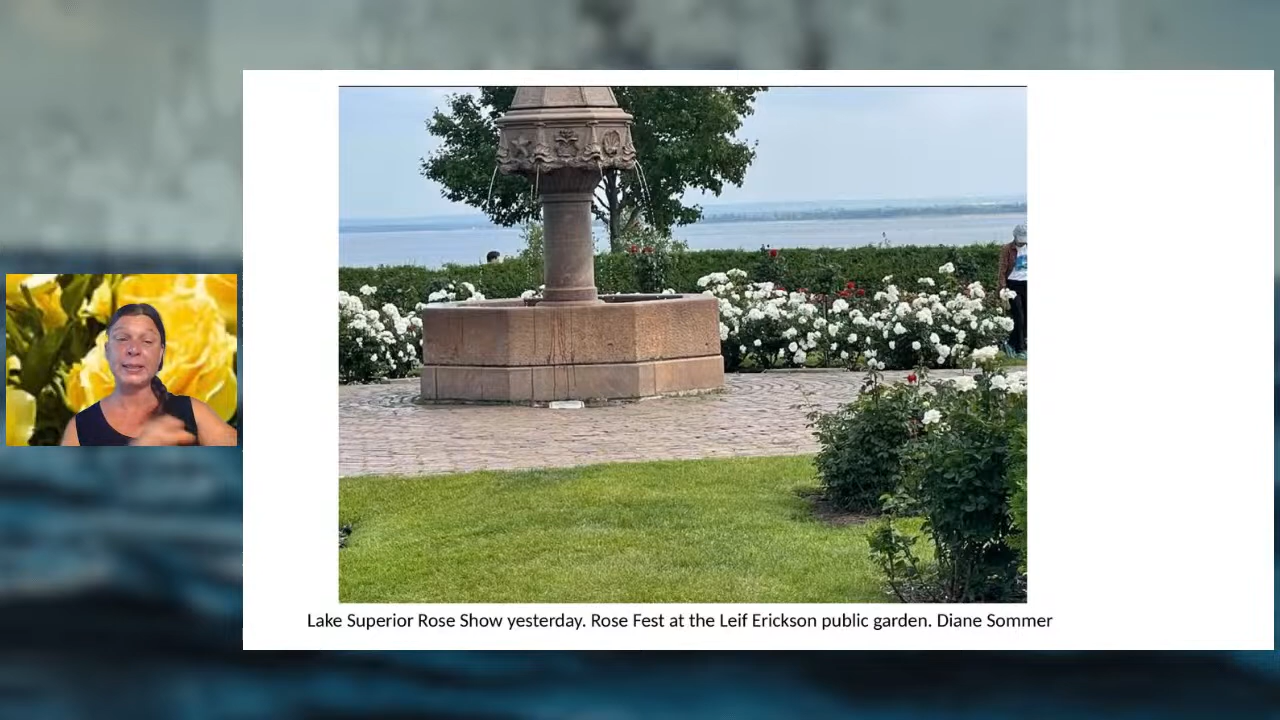 Lake Superior Rose Show yesterday. Rose Fest at the Leif Erickson public garden. Diane Sommer